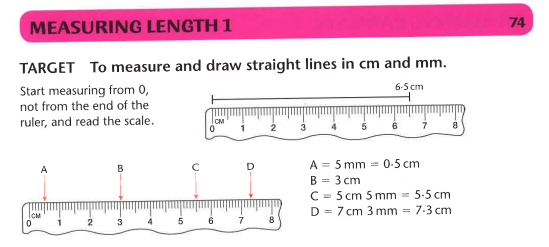 MEASURING LENGTH 1
74
TARGET To measure and draw straight lines in cm and mm.
Start measuring from 0,
not from the end of the
ruler, and read the scale.
6·5 cm
CM
0 1 2 3 4 5 6 7 8
A B C D
CM
0 1 2 3 4 5 6 7 8
A = 5 mm = 0·5 cm
B = 3 cm
C = 5 cm 5 mm = 5·5 cm
D = 7 cm 3 mm = 7·3 cm